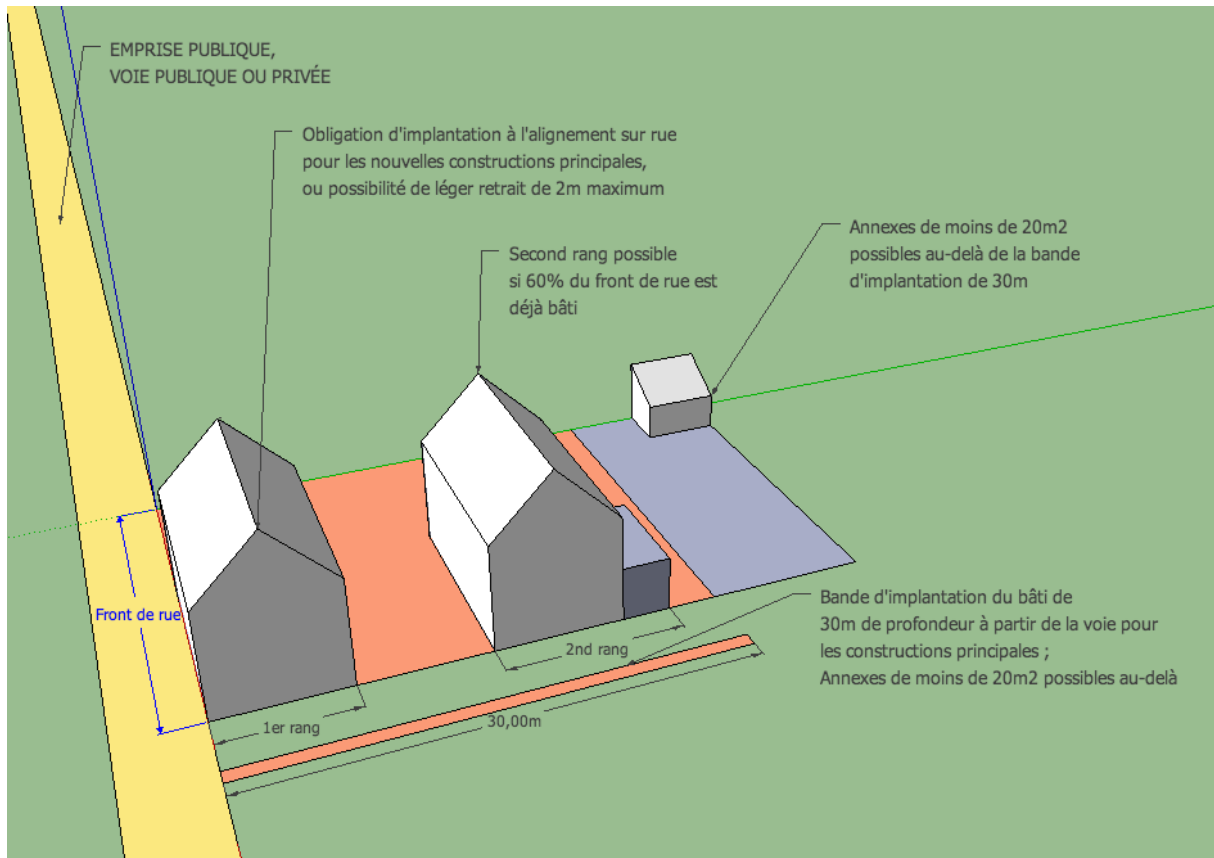 EMPRISE PUBLIQUE,
VOIE PUBLIQUE OU PRIVÉE
Obligation d'implantation à l'alignement sur rue
pour les nouvelles constructions principales,
ou possibilité de léger retrait de 2m maximum
Second rang possible
si 60% du front de rue est
déjà bâti
Annexes de moins de 20m2
possibles au-delà de la bande
d'implantation de 30m
Front de rue
Bande d'implantation du bâti de
30m de profondeur à partir de la voie pour
les constructions principales ;
Annexes de moins de 20m2 possibles au-delà
2nd rang
1er rang
30,00m